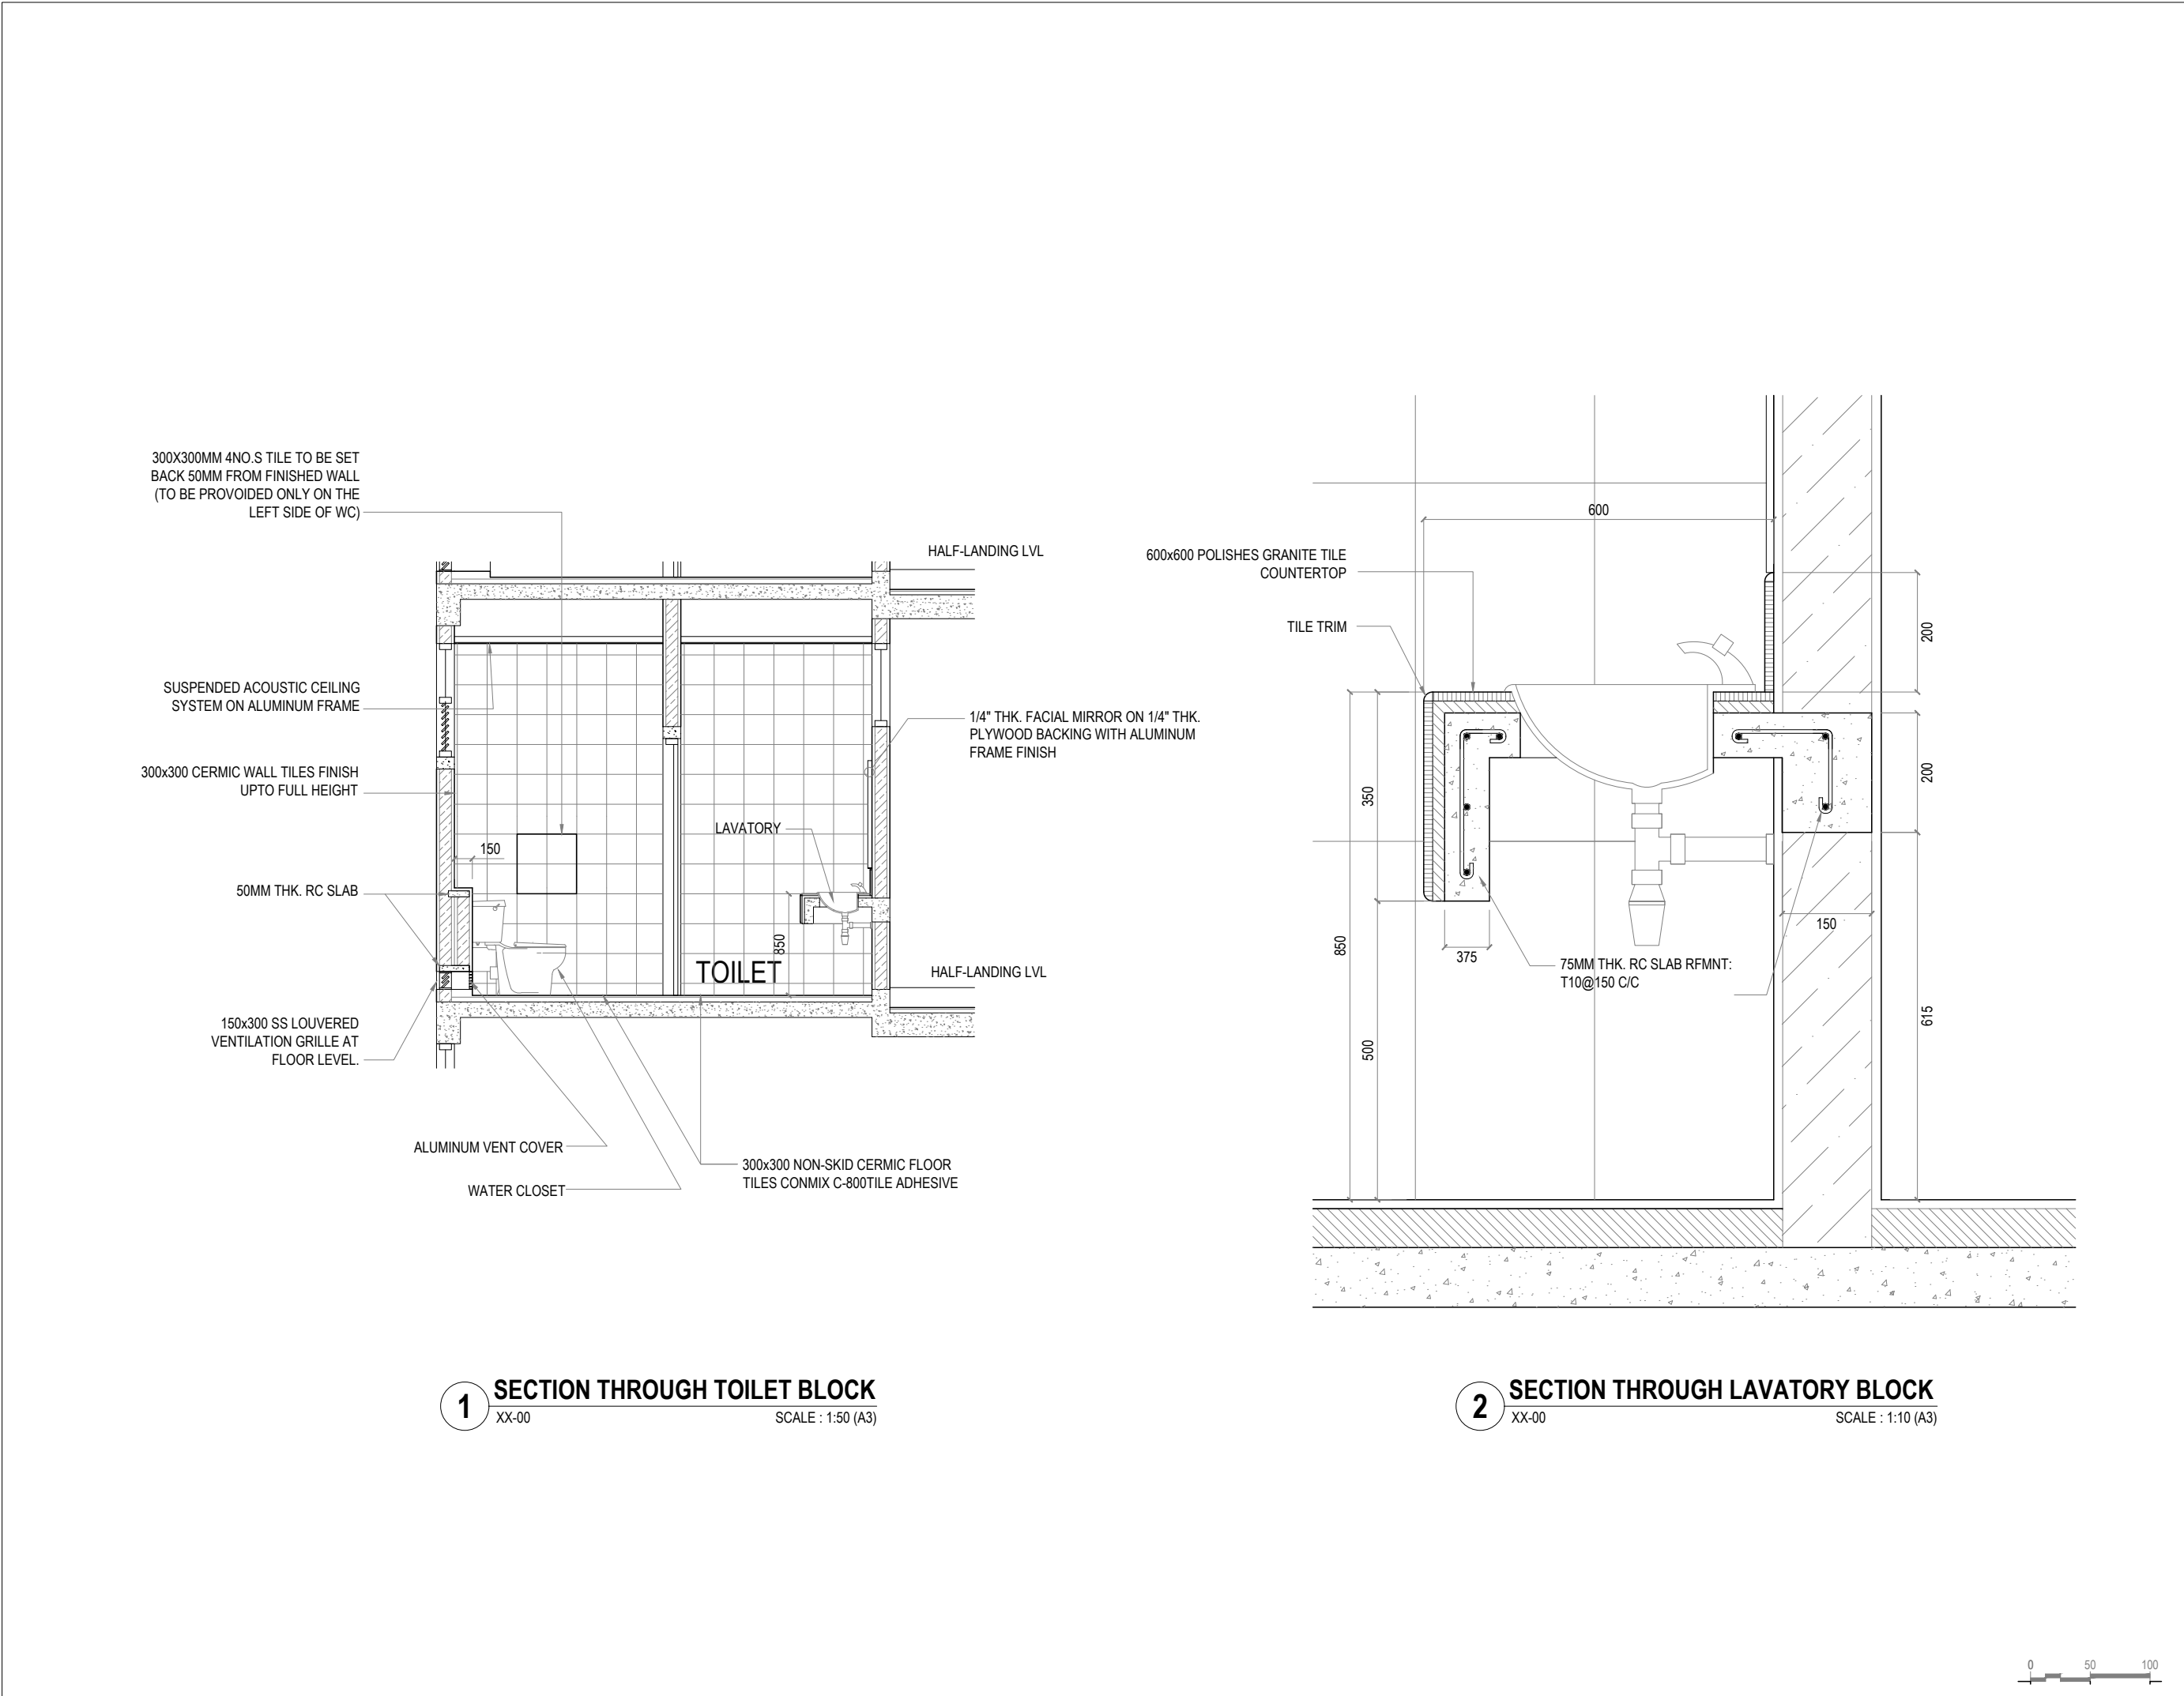 300X300MM 4NO.S TILE TO BE SET
BACK 50MM FROM FINISHED WALL
(TO BE PROVOIDED ONLY ON THE
LEFT SIDE OF WC)
HALF-LANDING LVL
SUSPENDED ACOUSTIC CEILING
SYSTEM ON ALUMINUM FRAME
1/4" THK. FACIAL MIRROR ON 1/4" THK.
PLYWOOD BACKING WITH ALUMINUM
FRAME FINISH
300x300 CERMIC WALL TILES FINISH
UPTO FULL HEIGHT
LAVATORY
150
50MM THK. RC SLAB
850
TOILET
HALF-LANDING LVL
150x300 SS LOUVERED
VENTILATION GRILLE AT
FLOOR LEVEL.
ALUMINUM VENT COVER
WATER CLOSET
300x300 NON-SKID CERMIC FLOOR
TILES CONMIX C-800TILE ADHESIVE
1
SECTION THROUGH TOILET BLOCK
XX-00
SCALE : 1:50 (A3)
600
600x600 POLISHES GRANITE TILE
COUNTERTOP
TILE TRIM
200
200
350
850
150
375
75MM THK. RC SLAB RFMNT:
T10@150 C/C
500
615
2
SECTION THROUGH LAVATORY BLOCK
XX-00
SCALE : 1:10 (A3)
0
50
100